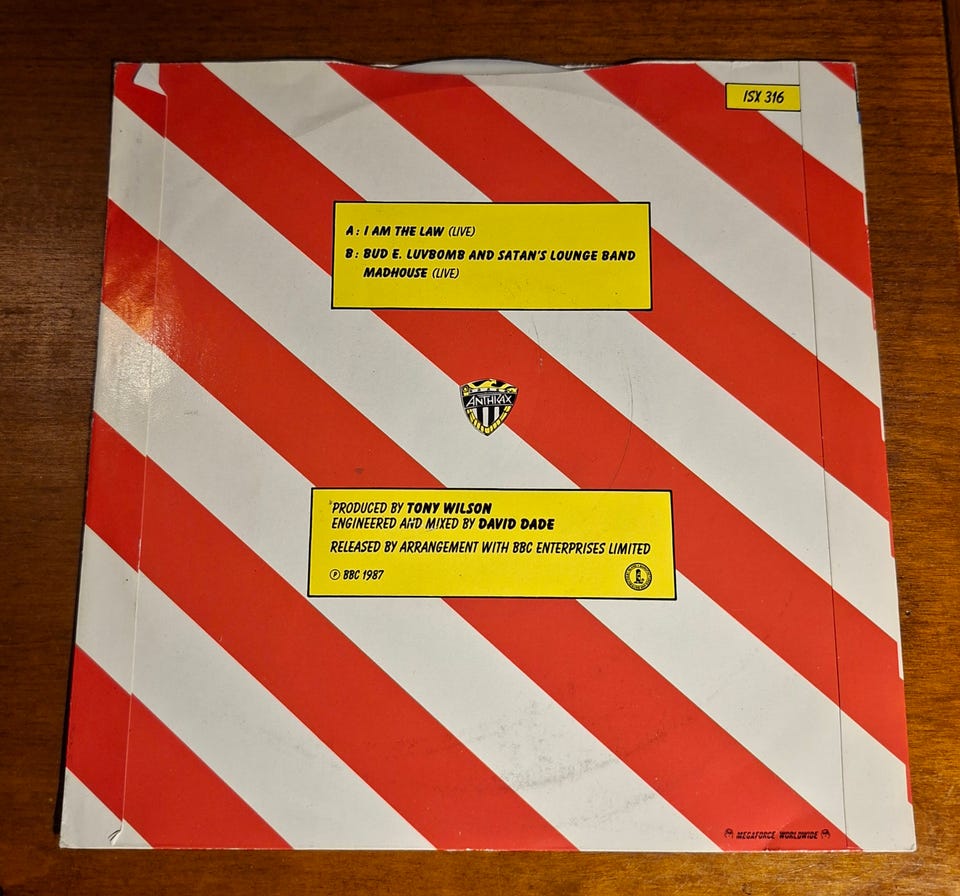 ISX 316
A: I AM THE LAW (LIVE)
B: BUD E. LUVBOMB AND SATAN'S LOUNGE BAND
MADHOUSE (LIVE)
ANTHRAX
PRODUCED BY TONY WILSON
ENGINEERED AND MIXED BY DAVID DADE
RELEASED BY ARRANGEMENT WITH BBC ENTERPRISES LIMITED
Ⓟ BBC 1987
MEGAFORCE WORLDWIDE